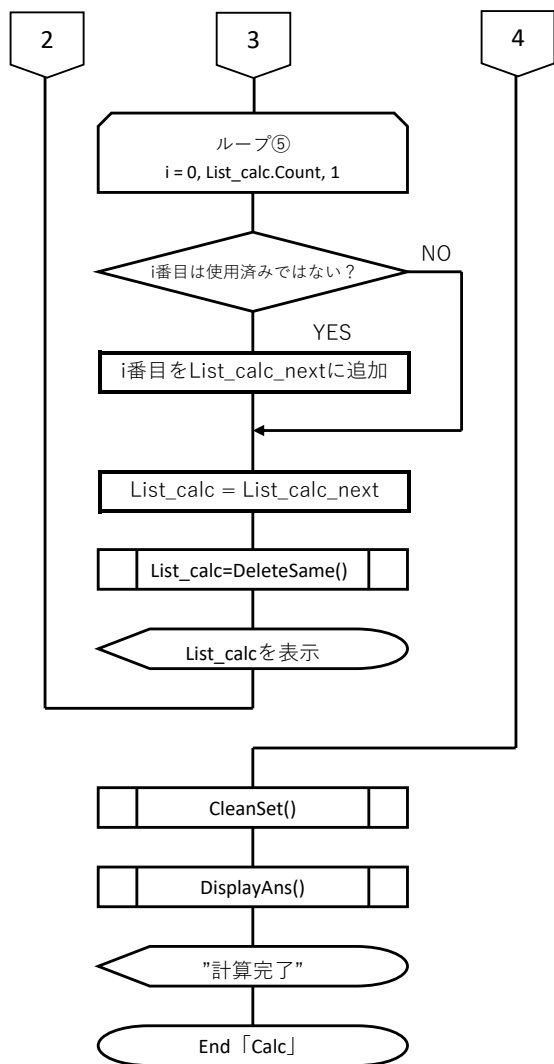 2
3
4
ループ⑤
i = 0, List_calc.Count, 1
i番目は使用済みではない？
NO
YES
i番目をList_calc_nextに追加
List_calc = List_calc_next
List_calc=DeleteSame()
List_calcを表示
CleanSet()
DisplayAns()
”計算完了”
End「Calc」